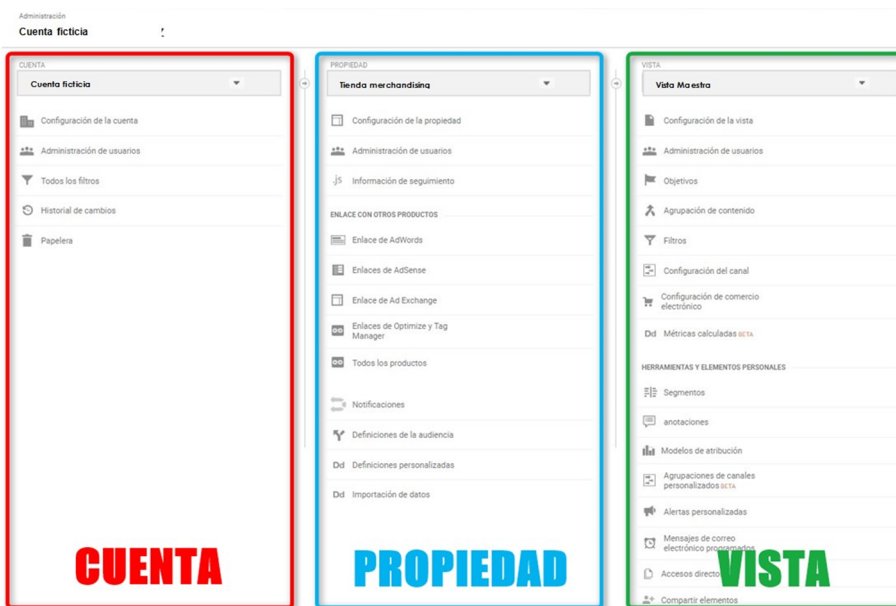 Administración
Cuenta ficticia
CUENTA
Cuenta ficticia
Configuración de la cuenta
Administración de usuarios
Todos los filtros
Historial de cambios
Papelera
CUENTA
PROPIEDAD
Tienda merchandising
Configuración de la propiedad
Administración de usuarios
.js Información de seguimiento
ENLACE CON OTROS PRODUCTOS
Enlace de AdWords
Enlaces de AdSense
Enlace de Ad Exchange
Enlaces de Optimize y Tag
Manager
Todos los productos
Notificaciones
Definiciones de la audiencia
Dd Definiciones personalizadas
Dd Importación de datos
PROPIEDAD
VISTA
Vista Maestra
Configuración de la vista
Administración de usuarios
Objetivos
Agrupación de contenido
Filtros
Configuración del canal
Configuración de comercio
electrónico
Dd Métricas calculadas BETA
HERRAMIENTAS Y ELEMENTOS PERSONALES
Segmentos
anotaciones
Modelos de atribución
Agrupaciones de canales
personalizados BETA
Alertas personalizadas
Mensajes de correo
electrónico programados
Accesos directo
Compartir elementos
VISTA